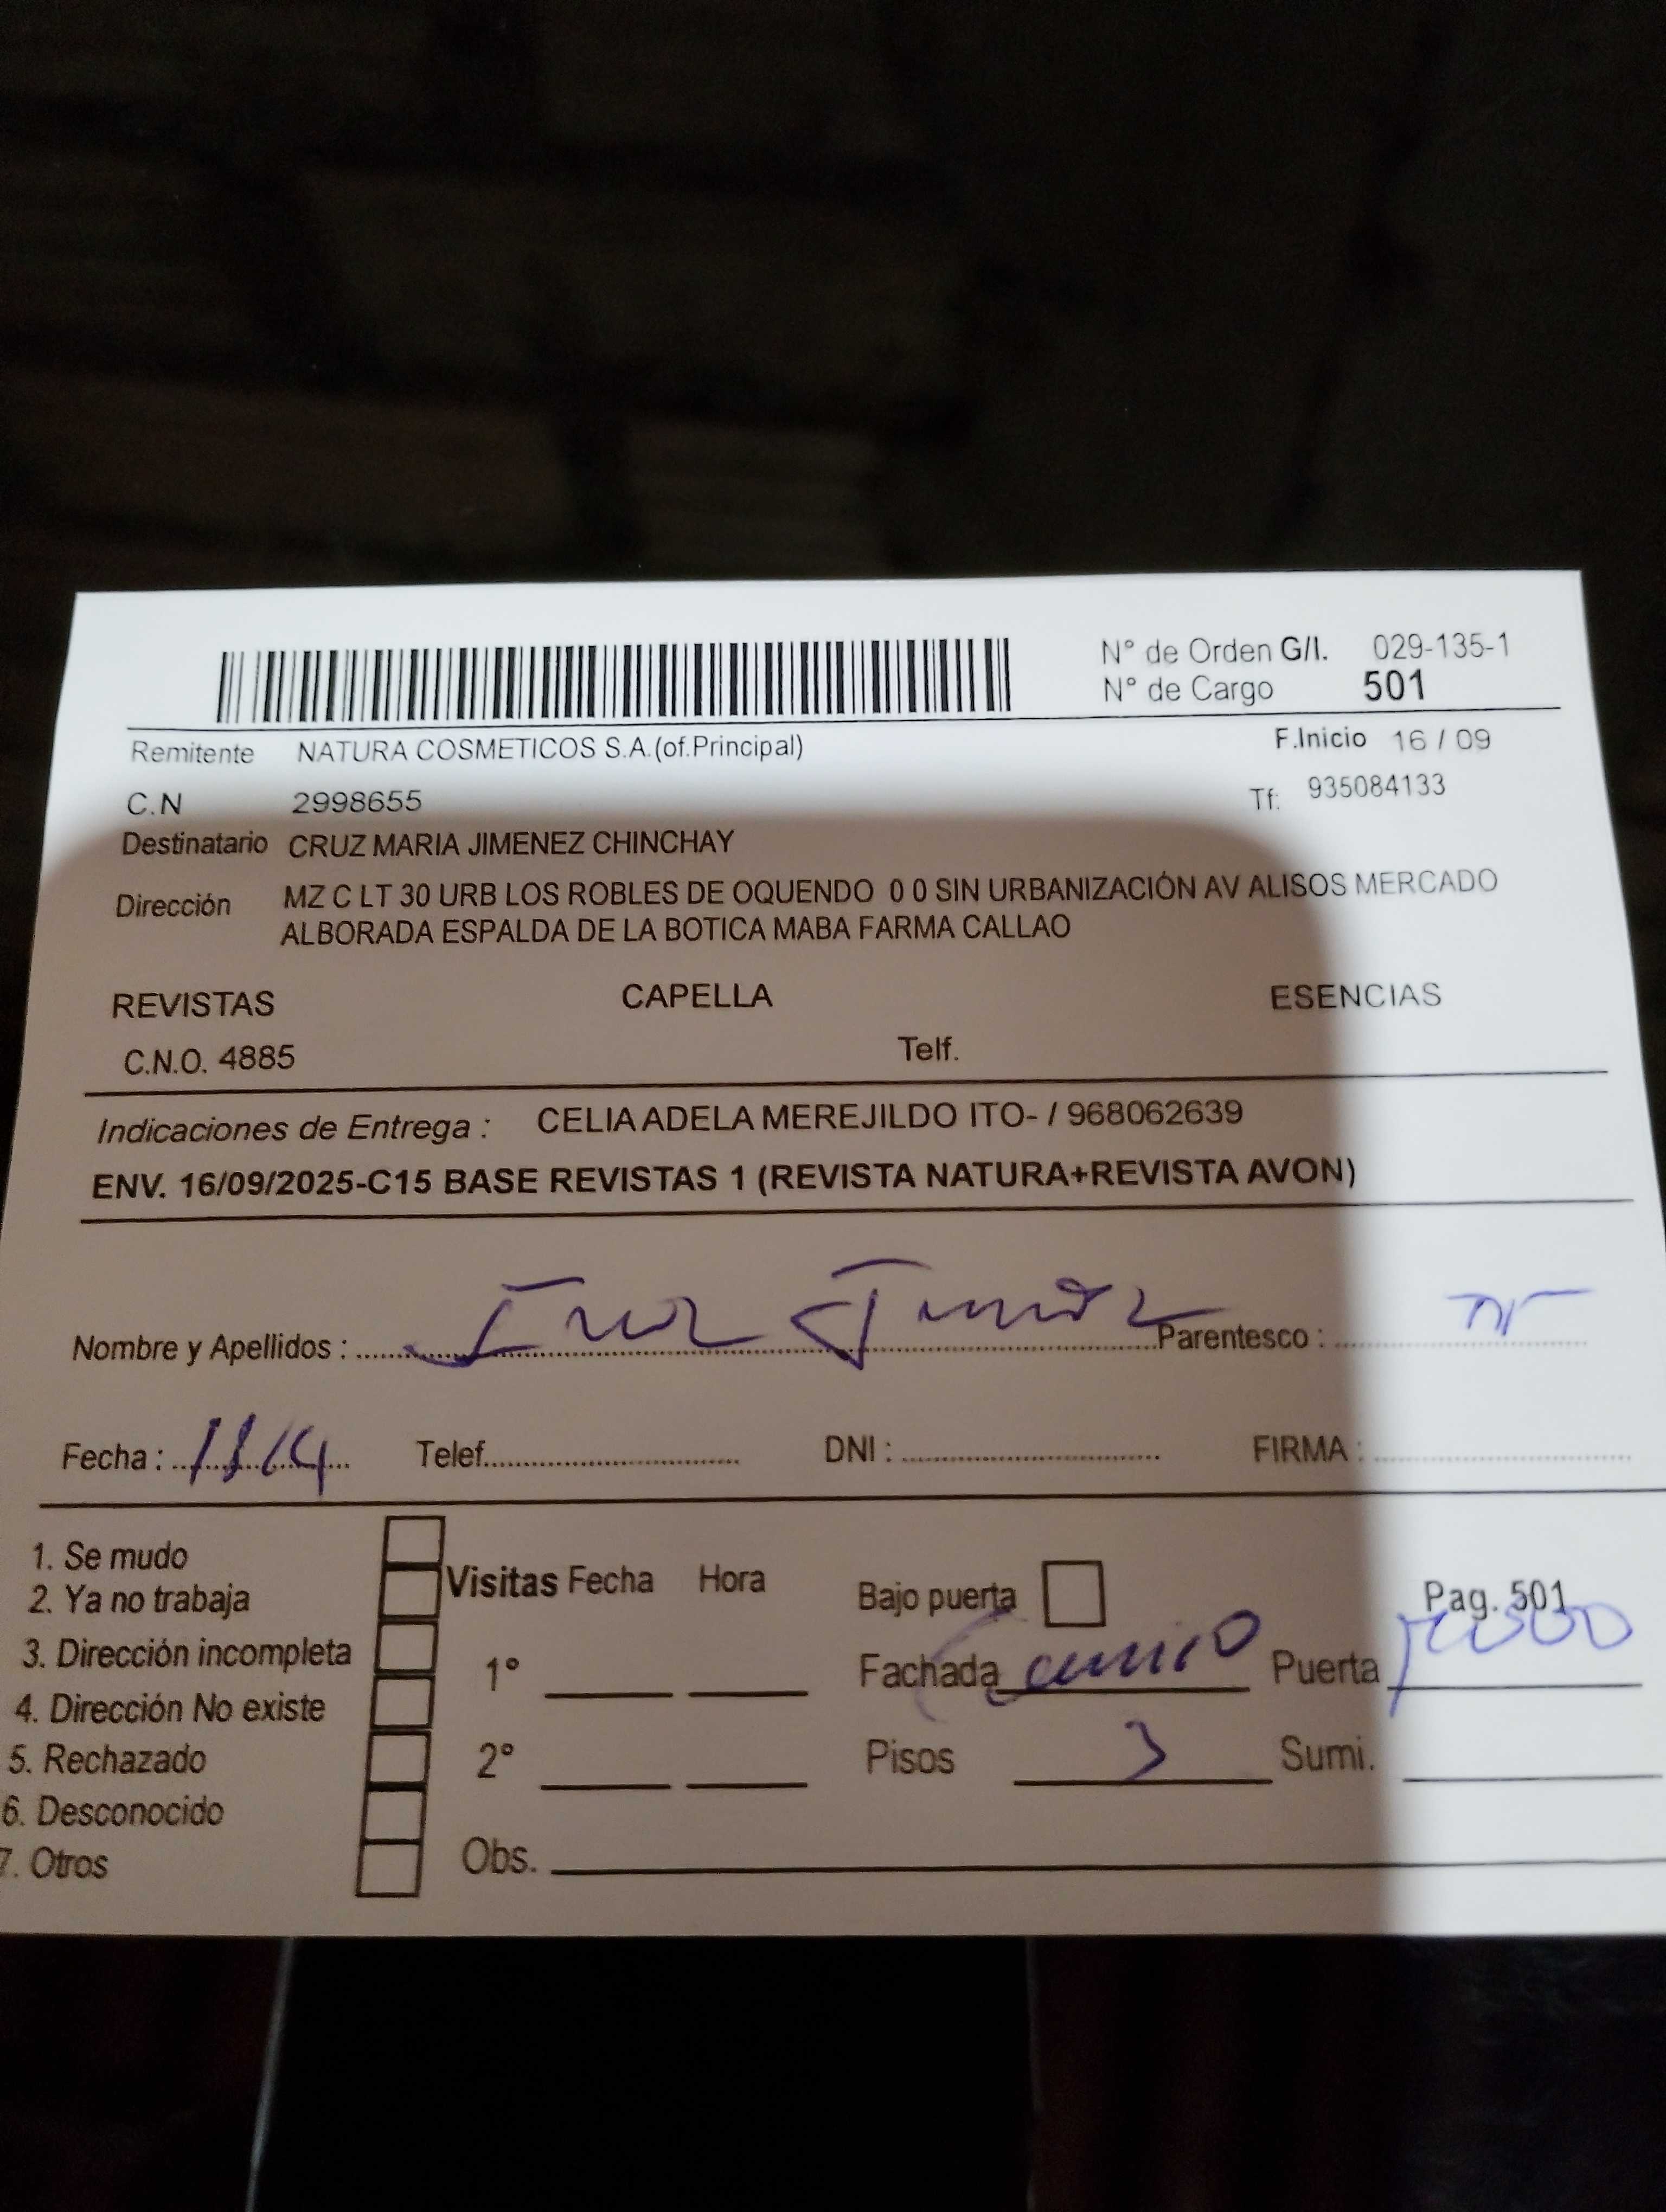 N° de Orden G/I. 029-135-1
N° de Cargo 501
Remitente NATURA COSMETICOS S.A.(of.Principal) F.Inicio 16 / 09
C.N 2998655 Tf: 935084133
Destinatario CRUZ MARIA JIMENEZ CHINCHAY
Dirección MZ C LT 30 URB LOS ROBLES DE OQUENDO 0 0 SIN URBANIZACIÓN AV ALISOS MERCADO
ALBORADA ESPALDA DE LA BOTICA MABA FARMA CALLAO
REVISTAS CAPELLA ESENCIAS
C.N.O. 4885 Telf.
Indicaciones de Entrega : CELIA ADELA MEREJILDO ITO- / 968062639
ENV. 16/09/2025-C15 BASE REVISTAS 1 (REVISTA NATURA+REVISTA AVON)
Nombre y Apellidos : Parentesco :
Fecha : Telef. DNI : FIRMA :
1. Se mudo
2. Ya no trabaja
3. Dirección incompleta
4. Dirección No existe
5. Rechazado
6. Desconocido
7. Otros
Visitas Fecha Hora
1°
2°
Obs.
Bajo puerta Pag. 501
Fachada Puerta
Pisos 3 Sumi.